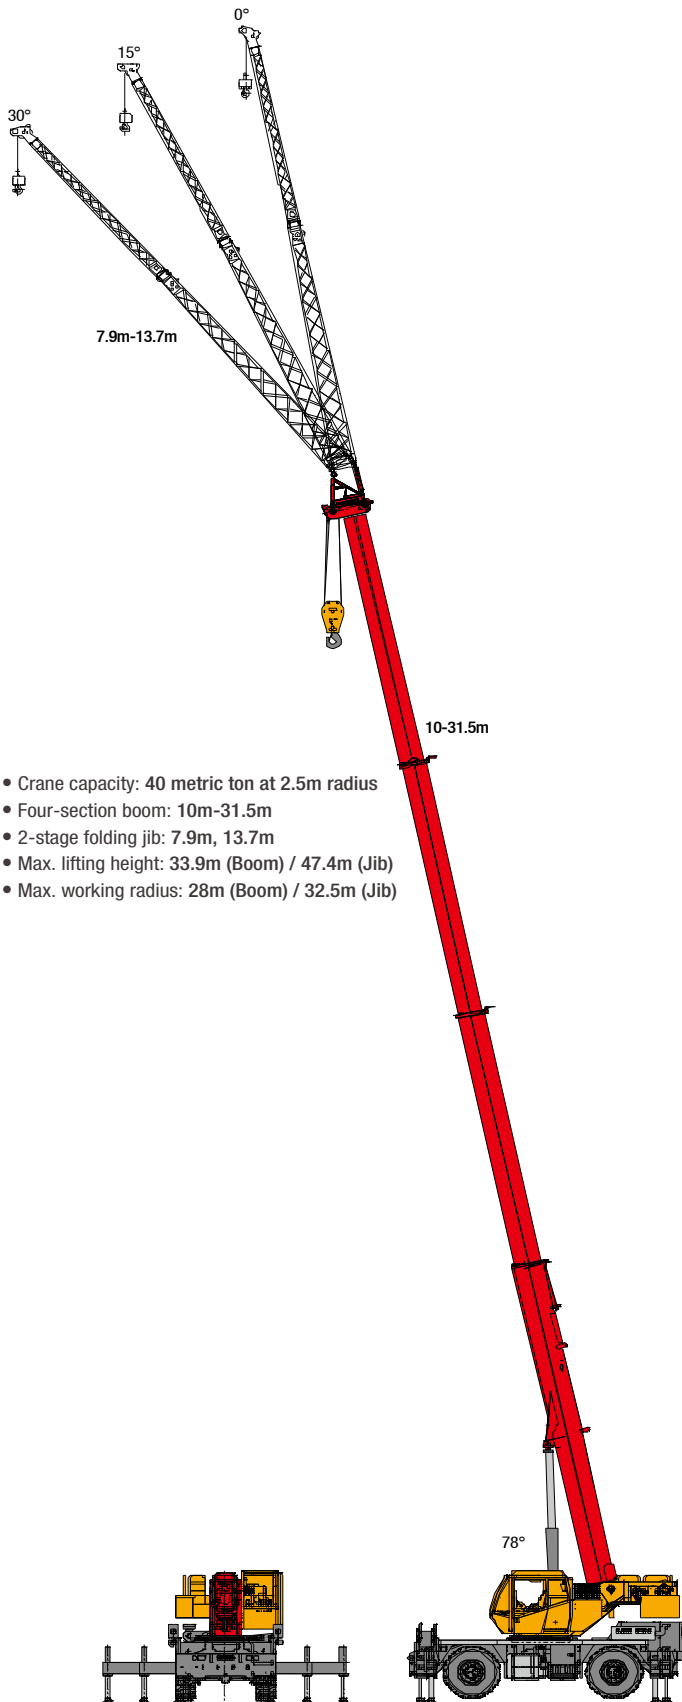 0°
15°
30°
7.9m-13.7m
10-31.5m
• Crane capacity: 40 metric ton at 2.5m radius
• Four-section boom: 10m-31.5m
• 2-stage folding jib: 7.9m, 13.7m
• Max. lifting height: 33.9m (Boom) / 47.4m (Jib)
• Max. working radius: 28m (Boom) / 32.5m (Jib)
78°